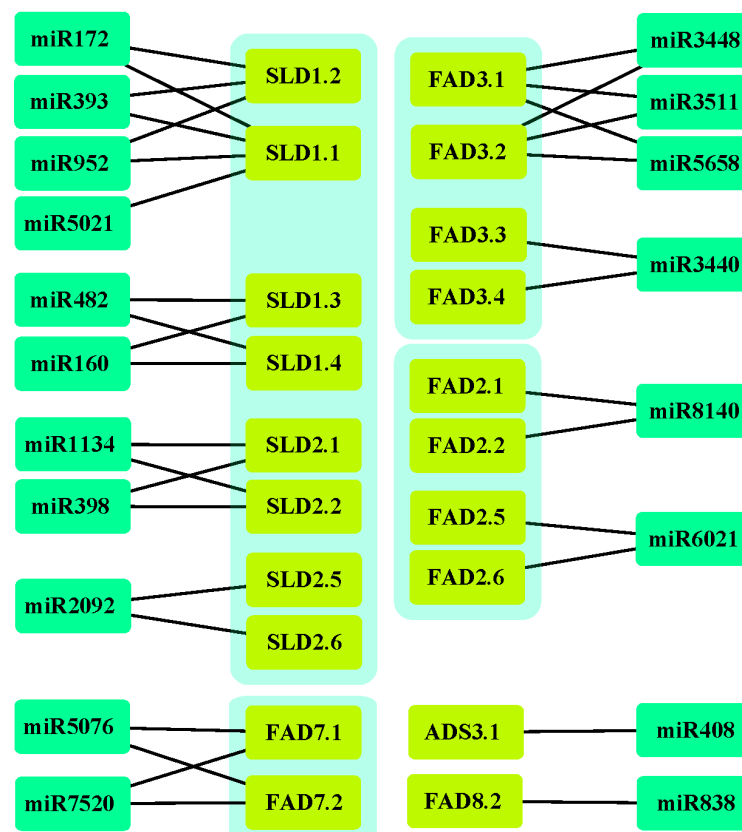 miR172
miR393
miR952
miR5021
miR482
miR160
miR1134
miR398
miR2092
miR5076
miR7520
SLD1.2
SLD1.1
SLD1.3
SLD1.4
SLD2.1
SLD2.2
SLD2.5
SLD2.6
FAD7.1
FAD7.2
FAD3.1
FAD3.2
FAD3.3
FAD3.4
FAD2.1
FAD2.2
FAD2.5
FAD2.6
ADS3.1
FAD8.2
miR3448
miR3511
miR5658
miR3440
miR8140
miR6021
miR408
miR838